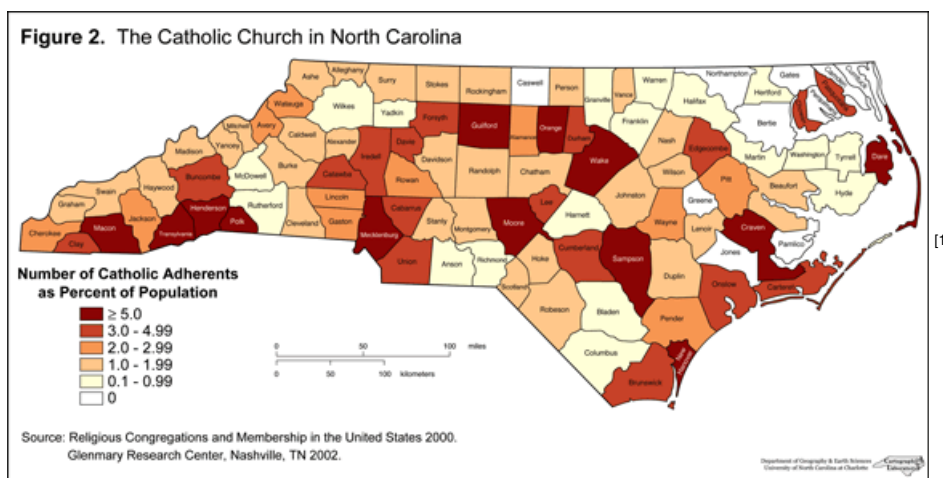 Figure 2. The Catholic Church in North Carolina
Ashe
Alleghany
Surry
Stokes
Rockingham
Caswell
Person
Granville
Vance
Warren
Northampton
Gates
Hertford
Halifax
Bertie
Camden
Currituck
Watauga
Wilkes
Yadkin
Forsyth
Guilford
Orange
Durham
Franklin
Nash
Edgecombe
Martin
Washington
Tyrrell
Dare
Mitchell
Avery
Caldwell
Alexander
Iredell
Davie
Davidson
Randolph
Chatham
Wake
Wilson
Pitt
Beaufort
Hyde
Madison
Yancey
Burke
Catawba
Rowan
Johnston
Greene
Swain
Haywood
Buncombe
McDowell
Lincoln
Cabarrus
Stanly
Montgomery
Moore
Lee
Harnett
Wayne
Lenoir
Craven
Pamlico
Graham
Jackson
Henderson
Rutherford
Cleveland
Gaston
Mecklenburg
Cherokee
Clay
Macon
Transylvania
Polk
Union
Anson
Richmond
Hoke
Scotland
Cumberland
Sampson
Duplin
Jones
Onslow
Carteret
Robeson
Bladen
Pender
Columbus
Brunswick
New Hanover
[1
Number of Catholic Adherents
as Percent of Population
≥ 5.0
3.0 - 4.99
2.0 - 2.99
1.0 - 1.99
0.1 - 0.99
0
0 50 100 miles
0 50 100 kilometers
Source: Religious Congregations and Membership in the United States 2000.
Glenmary Research Center, Nashville, TN 2002.
Department of Geography & Earth Sciences
University of North Carolina at Charlotte